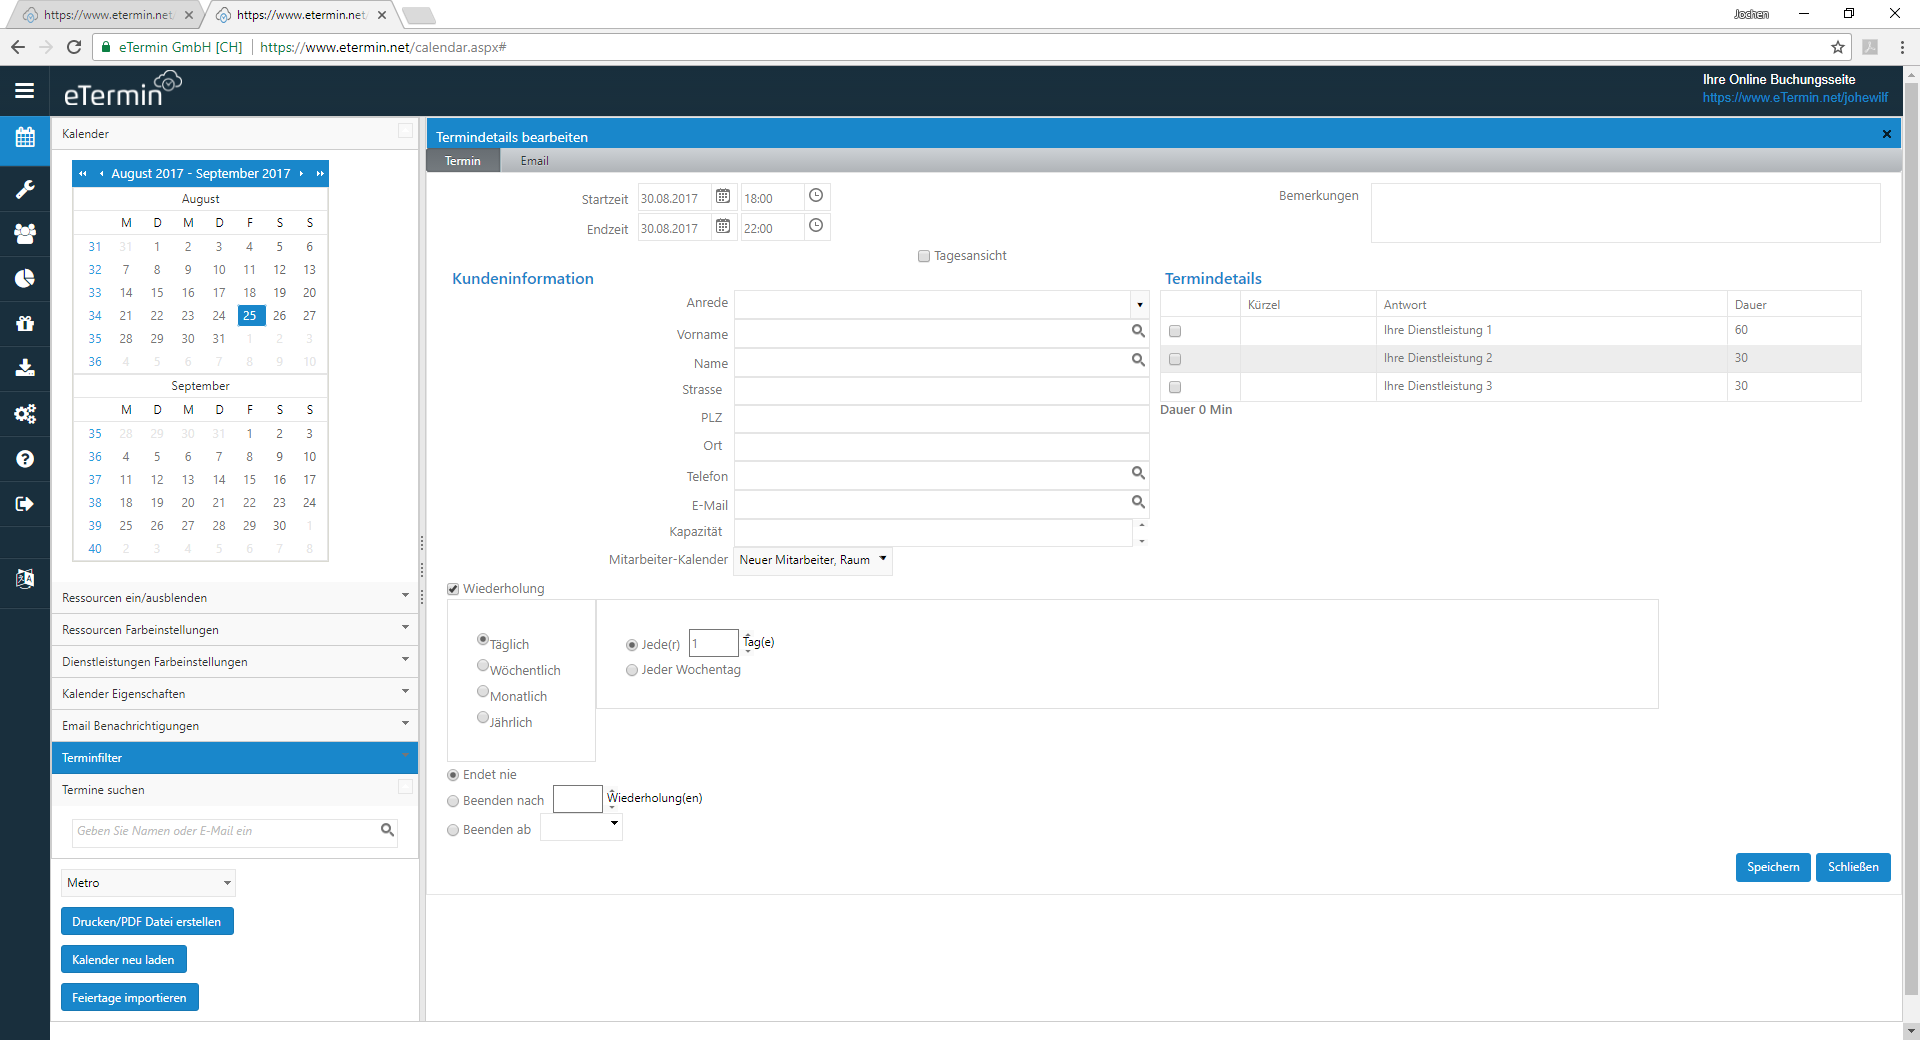 https://www.etermin.net
https://www.etermin.net
Jochen
eTermin GmbH [CH]
https://www.etermin.net/calendar.aspx#
eTermin
Ihre Online Buchungsseite
https://www.eTermin.net/johewilf
Kalender
August 2017 - September 2017
August
M D M D F S S
31 31 1 2 3 4 5 6
32 7 8 9 10 11 12 13
33 14 15 16 17 18 19 20
34 21 22 23 24 25 26 27
35 28 29 30 31 1 2 3
36 4 5 6 7 8 9 10
September
M D M D F S S
35 28 29 30 31 1 2 3
36 4 5 6 7 8 9 10
37 11 12 13 14 15 16 17
38 18 19 20 21 22 23 24
39 25 26 27 28 29 30 1
40 2 3 4 5 6 7 8
Ressourcen ein/ausblenden
Ressourcen Farbeinstellungen
Dienstleistungen Farbeinstellungen
Kalender Eigenschaften
Email Benachrichtigungen
Terminfilter
Termine suchen
Geben Sie Namen oder E-Mail ein
Metro
Drucken/PDF Datei erstellen
Kalender neu laden
Feiertage importieren
Termindetails bearbeiten
Termin Email
Startzeit 30.08.2017 18:00
Endzeit 30.08.2017 22:00
Bemerkungen
Tagesansicht
Kundeninformation
Anrede
Vorname
Name
Strasse
PLZ
Ort
Telefon
E-Mail
Kapazität
Mitarbeiter-Kalender Neuer Mitarbeiter, Raum
Termindetails
Kürzel Antwort Dauer
Ihre Dienstleistung 1 60
Ihre Dienstleistung 2 30
Ihre Dienstleistung 3 30
Dauer 0 Min
Wiederholung
Täglich
Wöchentlich
Monatlich
Jährlich
Jede(r) 1 Tag(e)
Jeder Wochentag
Endet nie
Beenden nach Wiederholung(en)
Beenden ab
Speichern Schließen